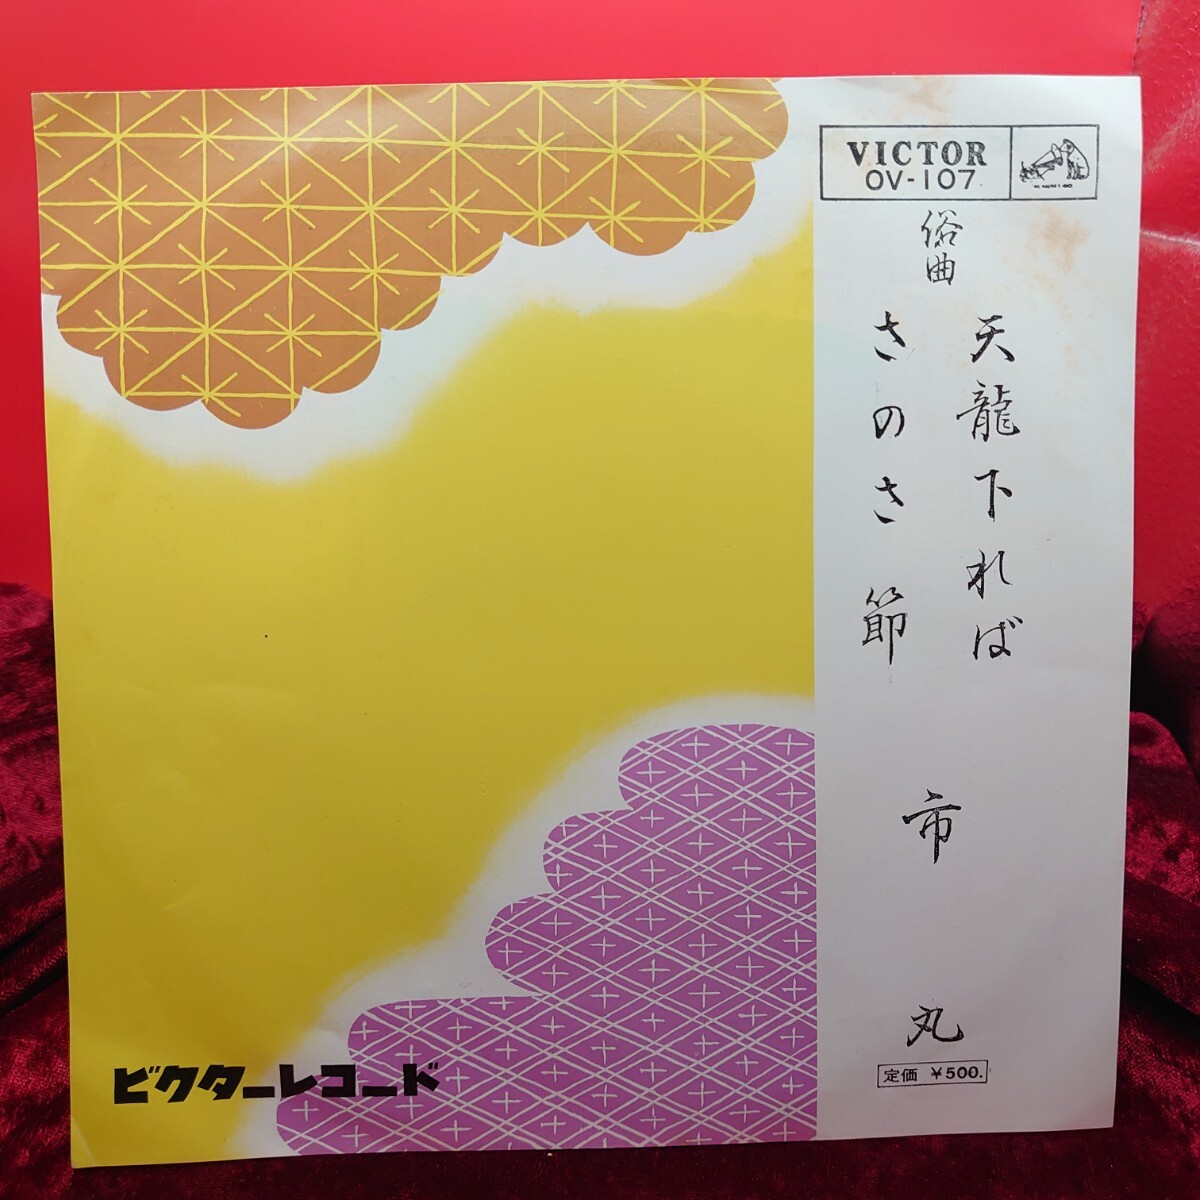 VICTOR
OV-107
俗曲
天龍下れば
さのさ節
市丸
定価 ¥500.
ビクターレコード